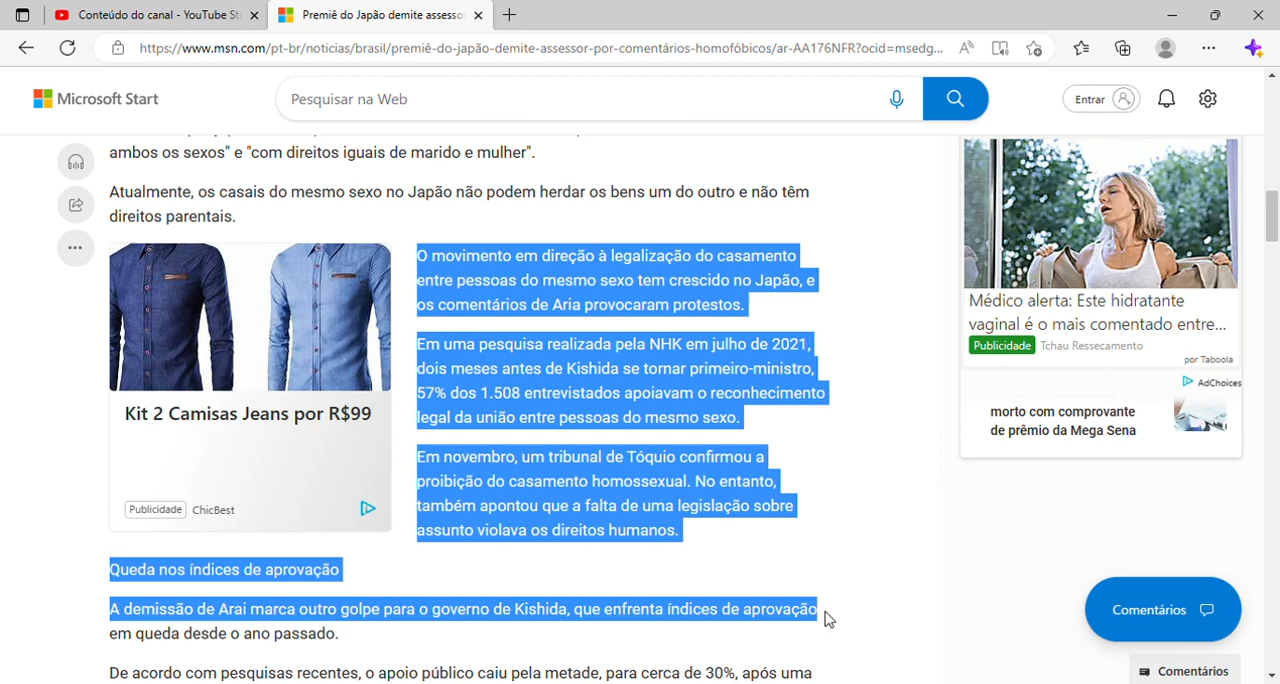 Conteúdo do canal - YouTube St
Premiê do Japão demite assesso
https://www.msn.com/pt-br/noticias/brasil/premiê-do-japão-demite-assessor-por-comentários-homofóbicos/ar-AA176NFR?ocid=msedg...
Microsoft Start
Pesquisar na Web
Entrar
ambos os sexos" e "com direitos iguais de marido e mulher".
Atualmente, os casais do mesmo sexo no Japão não podem herdar os bens um do outro e não têm
direitos parentais.
Kit 2 Camisas Jeans por R$99
Publicidade ChicBest
O movimento em direção à legalização do casamento
entre pessoas do mesmo sexo tem crescido no Japão, e
os comentários de Aria provocaram protestos.
Em uma pesquisa realizada pela NHK em julho de 2021,
dois meses antes de Kishida se tornar primeiro-ministro,
57% dos 1.508 entrevistados apoiavam o reconhecimento
legal da união entre pessoas do mesmo sexo.
Em novembro, um tribunal de Tóquio confirmou a
proibição do casamento homossexual. No entanto,
também apontou que a falta de uma legislação sobre
assunto violava os direitos humanos.
Queda nos índices de aprovação
A demissão de Arai marca outro golpe para o governo de Kishida, que enfrenta índices de aprovação
em queda desde o ano passado.
De acordo com pesquisas recentes, o apoio público caiu pela metade, para cerca de 30%, após uma
Médico alerta: Este hidratante
vaginal é o mais comentado entre...
Publicidade Tchau Ressecamento
por Taboola
AdChoices
morto com comprovante
de prêmio da Mega Sena
Comentários
Comentários